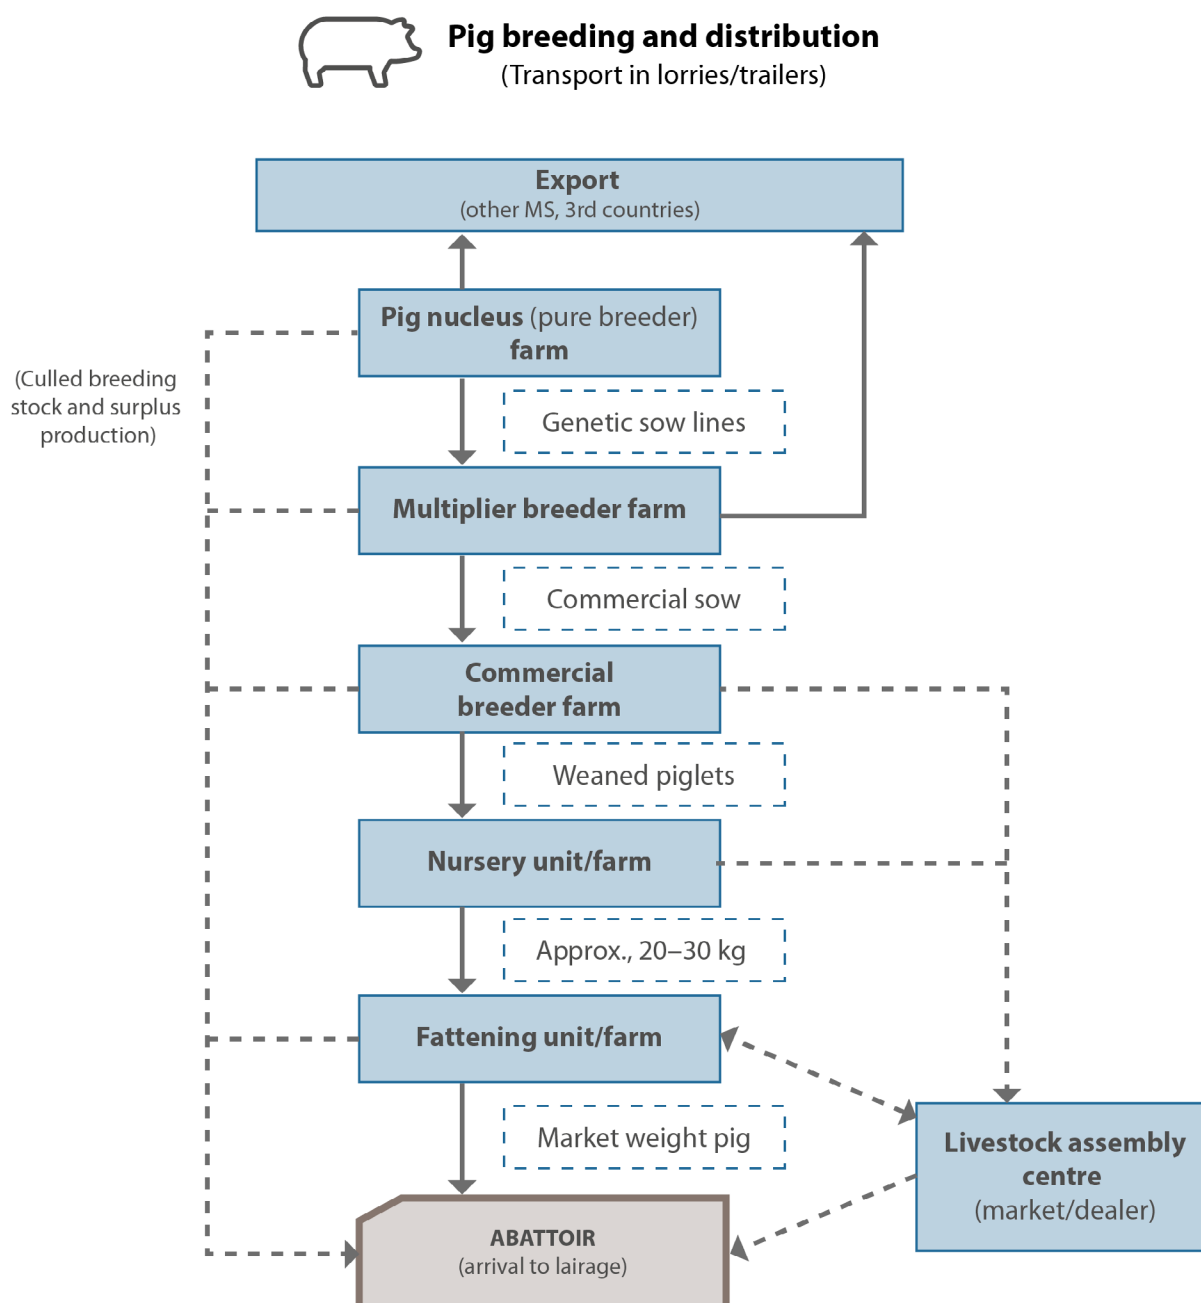 Pig breeding and distribution
(Transport in lorries/trailers)
Export
(other MS, 3rd countries)
Pig nucleus (pure breeder)
farm
(Culled breeding
stock and surplus
production)
Genetic sow lines
Multiplier breeder farm
Commercial sow
Commercial
breeder farm
Weaned piglets
Nursery unit/farm
Approx., 20–30 kg
Fattening unit/farm
Market weight pig
Livestock assembly
centre
(market/dealer)
ABATTOIR
(arrival to lairage)